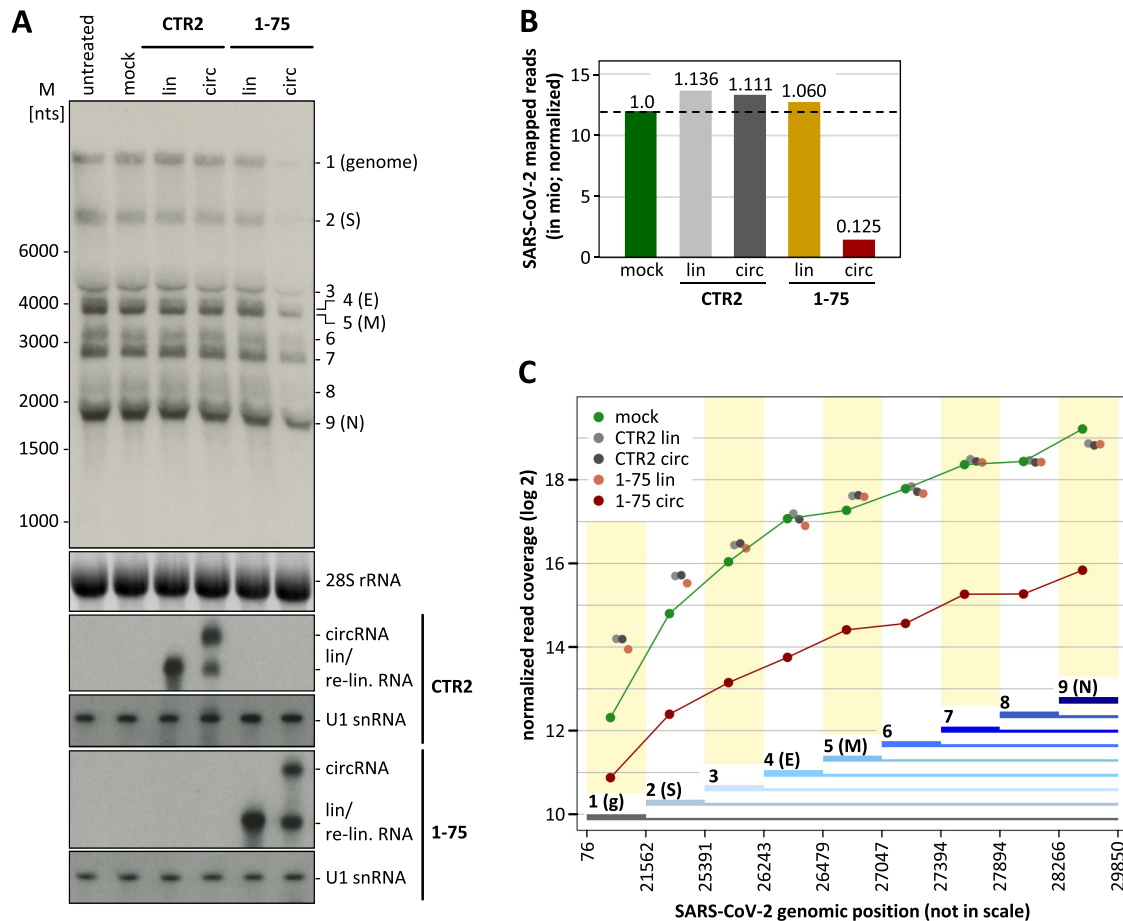 A
CTR2
1-75
untreated
mock
lin
circ
lin
circ
M
[nts]
1 (genome)
2 (S)
6000
3
4 (E)
4000
5 (M)
6
3000
7
8
2000
9 (N)
1500
1000
28S rRNA
circRNA
lin/
re-lin. RNA
CTR2
U1 snRNA
circRNA
lin/
re-lin. RNA
1-75
U1 snRNA
B
SARS-CoV-2 mapped reads
(in mio; normalized)
15
10
5
0
1.0
1.136
1.111
1.060
0.125
mock
lin
circ
lin
circ
CTR2
1-75
C
normalized read coverage (log 2)
mock
CTR2 lin
CTR2 circ
1-75 lin
1-75 circ
18
16
14
12
10
9 (N)
8
7
6
5 (M)
4 (E)
3
2 (S)
1 (g)
76
21562
25391
26243
26479
27047
27394
27894
28266
29850
SARS-CoV-2 genomic position (not in scale)